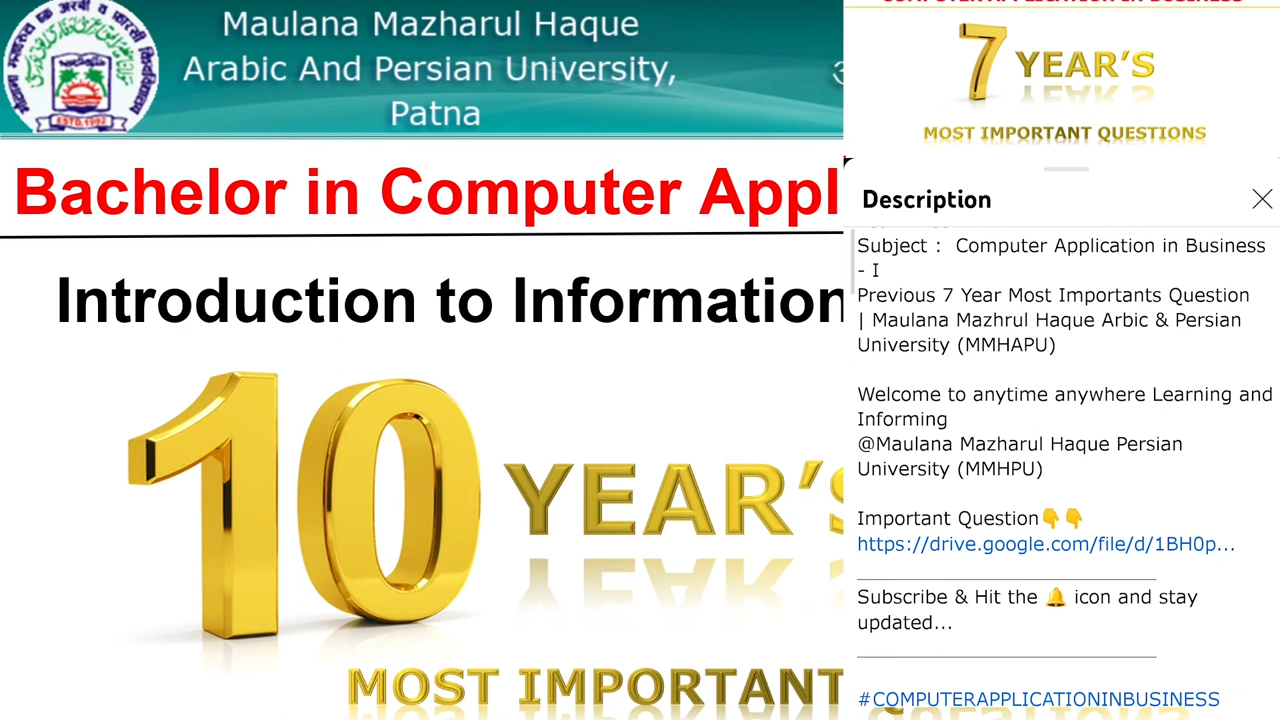 Maulana Mazharul Haque
Arabic And Persian University,
Patna
ESTD.1992
Bachelor in Computer Appl
Introduction to Information
10 YEAR'S
MOST IMPORTANT
7 YEAR'S
MOST IMPORTANT QUESTIONS
Description
Subject : Computer Application in Business
- I
Previous 7 Year Most Importants Question
| Maulana Mazhrul Haque Arbic & Persian
University (MMHAPU)
Welcome to anytime anywhere Learning and
Informing
@Maulana Mazharul Haque Persian
University (MMHPU)
Important Question👇👇
https://drive.google.com/file/d/1BH0p...
Subscribe & Hit the 🔔 icon and stay
updated...
#COMPUTERAPPLICATIONINBUSINESS